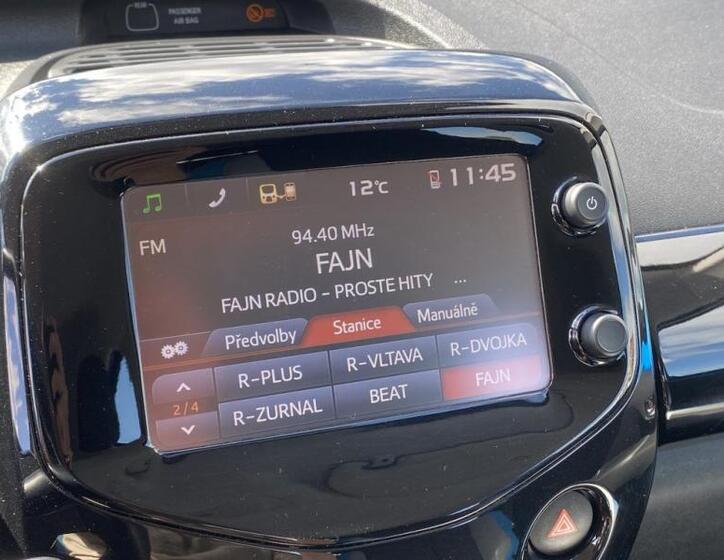 PASSENGER
AIR BAG
12°C
11:45
FM
94.40 MHz
FAJN
FAJN RADIO - PROSTE HITY ...
Předvolby
Stanice
Manuálně
R-PLUS
R-VLTAVA
R-DVOJKA
2/4
R-ZURNAL
BEAT
FAJN